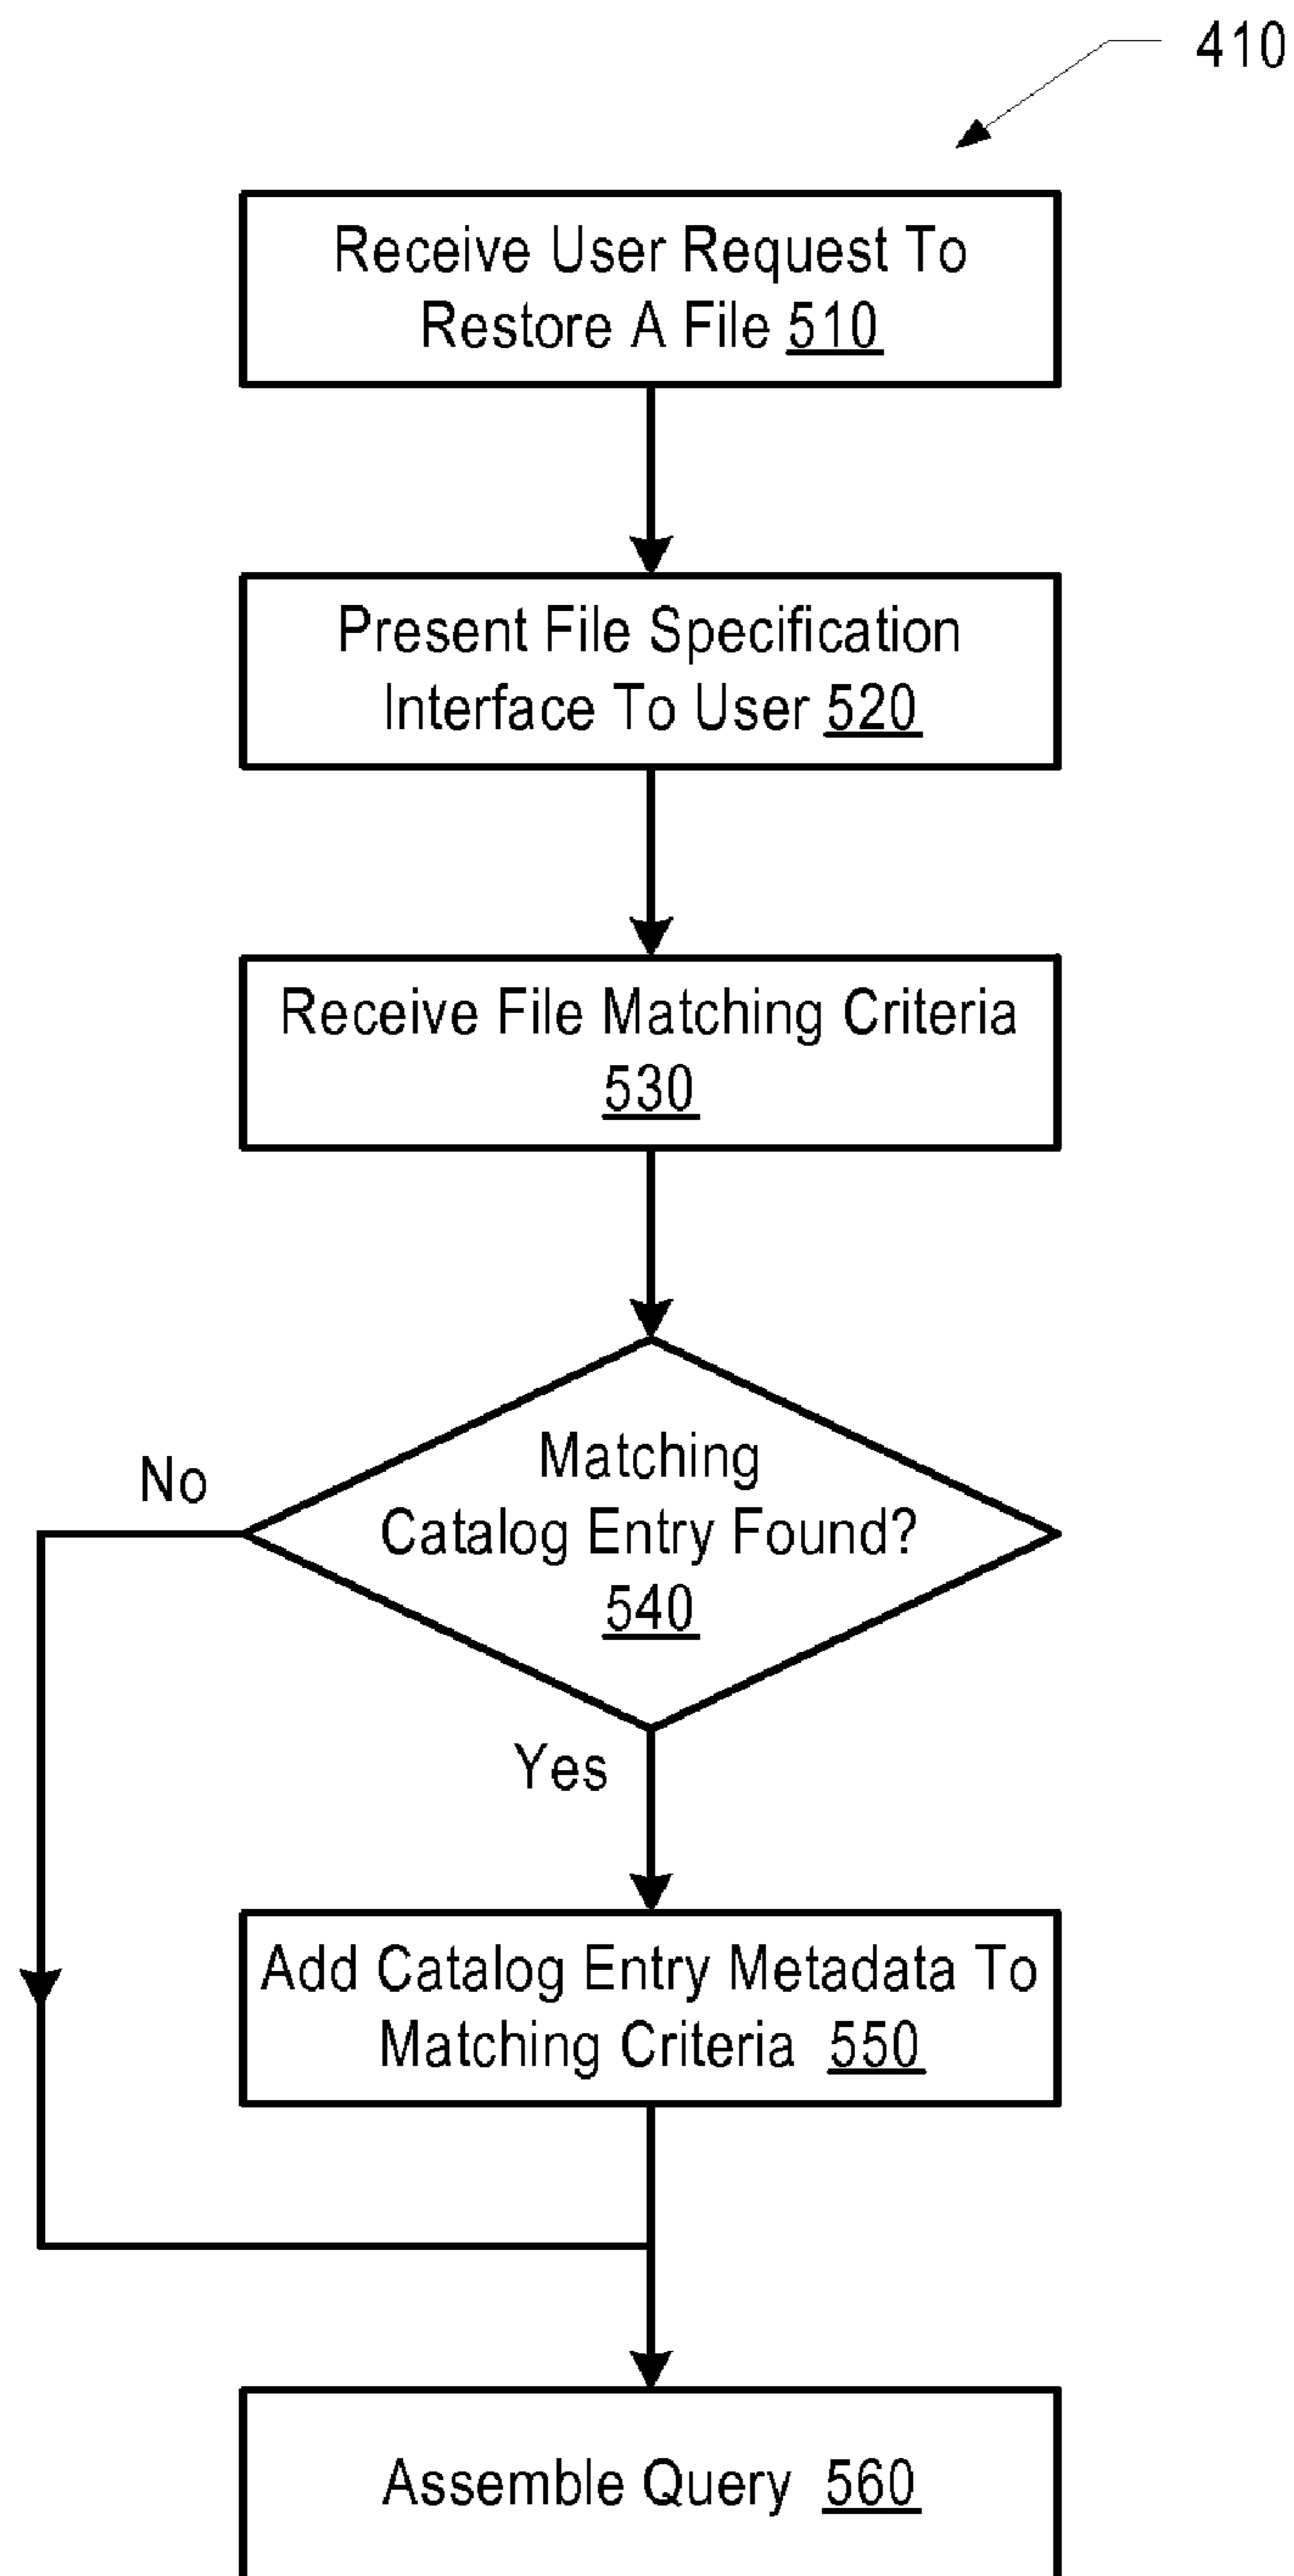 410
Receive User Request To
Restore A File 510
Present File Specification
Interface To User 520
Receive File Matching Criteria
530
Matching
Catalog Entry Found?
540
No
Yes
Add Catalog Entry Metadata To
Matching Criteria 550
Assemble Query 560